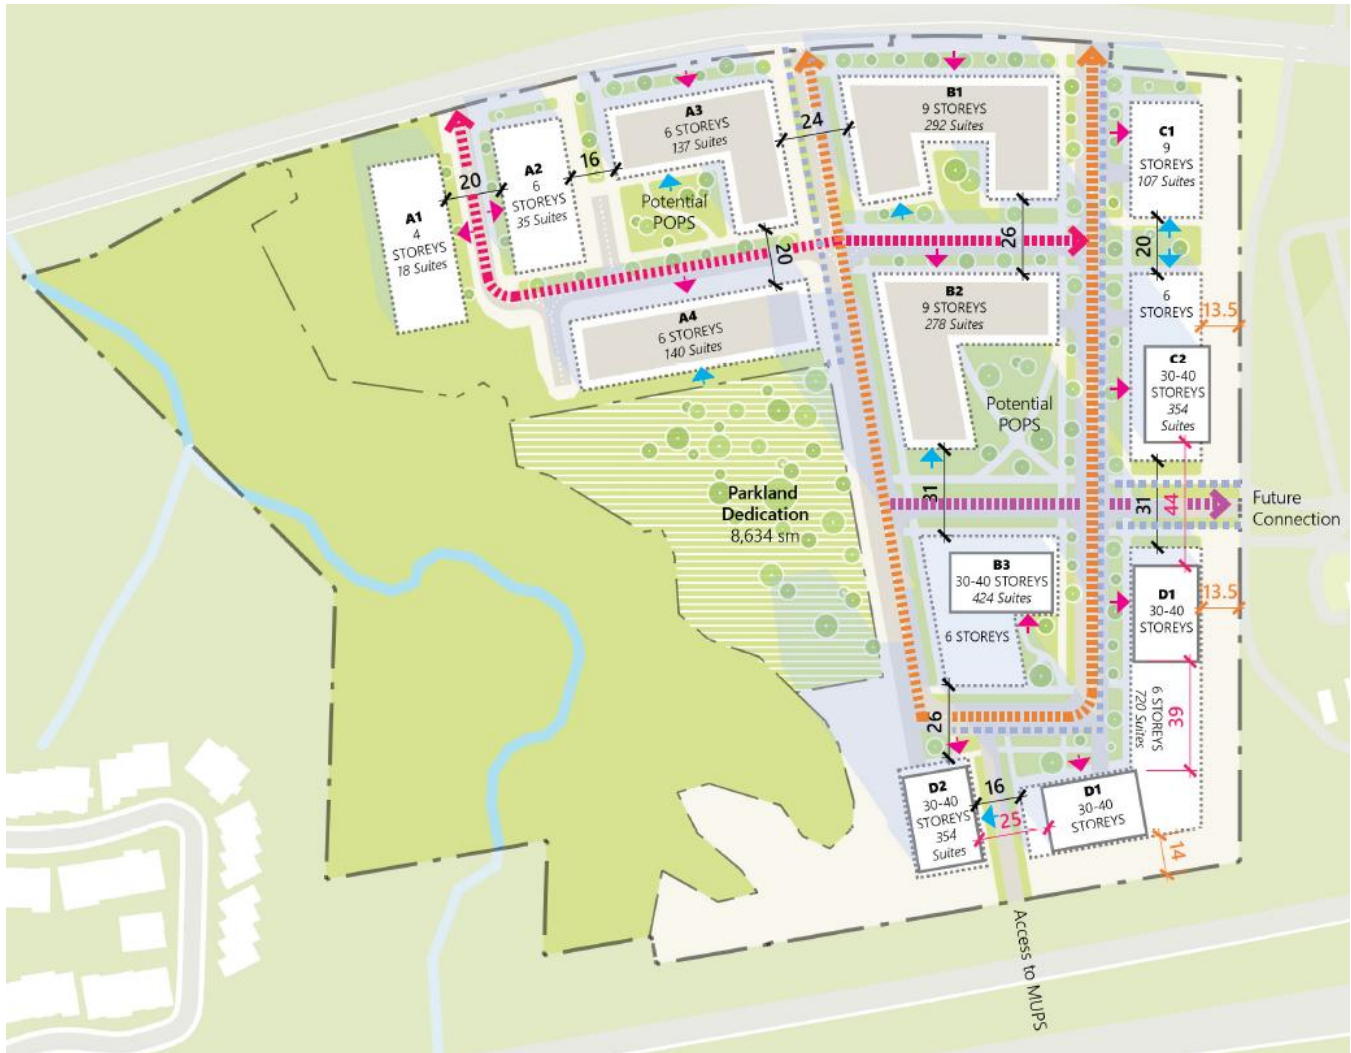 A1
4
STOREYS
18 Suites
20
A2
6
STOREYS
35 Suites
16
A3
6 STOREYS
137 Suites
Potential
POPS
24
20
A4
6 STOREYS
140 Suites
B1
9 STOREYS
292 Suites
26
B2
9 STOREYS
278 Suites
Potential
POPS
31
C1
9
STOREYS
107 Suites
20
6
STOREYS
13.5
C2
30-40
STOREYS
354
Suites
31
44
Future
Connection
Parkland
Dedication
8,634 sm
B3
30-40 STOREYS
424 Suites
6 STOREYS
D1
30-40
STOREYS
13.5
6 STOREYS
720 Suites
39
26
D2
30-40
STOREYS
354
Suites
16
25
D1
30-40
STOREYS
14
Access to MUPS